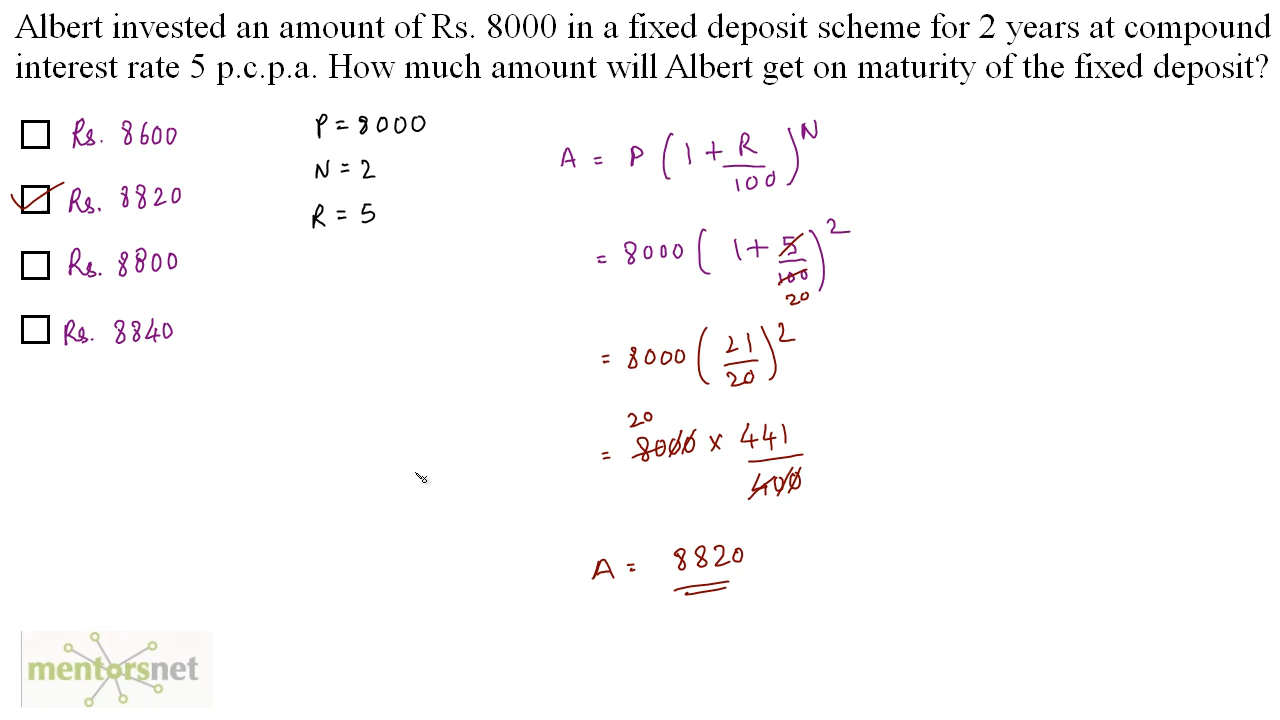 Albert invested an amount of Rs. 8000 in a fixed deposit scheme for 2 years at compound
interest rate 5 p.c.p.a. How much amount will Albert get on maturity of the fixed deposit?
Rs. 8600
Rs. 8820
Rs. 8800
Rs. 8840
P = 8000
N = 2
R = 5
A = P (1 + R/100)^N
= 8000 (1 + 5/100)^2
20
= 8000 (21/20)^2
20
= 8000 × 441/400
A = 8820
mentorsnet